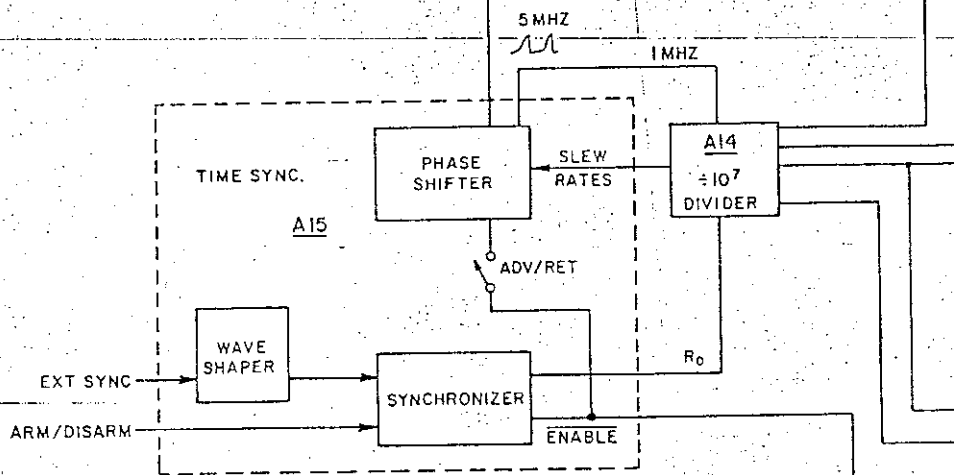 5 MHZ
1 MHZ
TIME SYNC.
A15
PHASE
SHIFTER
SLEW
RATES
A14
÷10⁷
DIVIDER
ADV/RET
WAVE
SHAPER
EXT SYNC
SYNCHRONIZER
R₀
ARM/DISARM
ENABLE